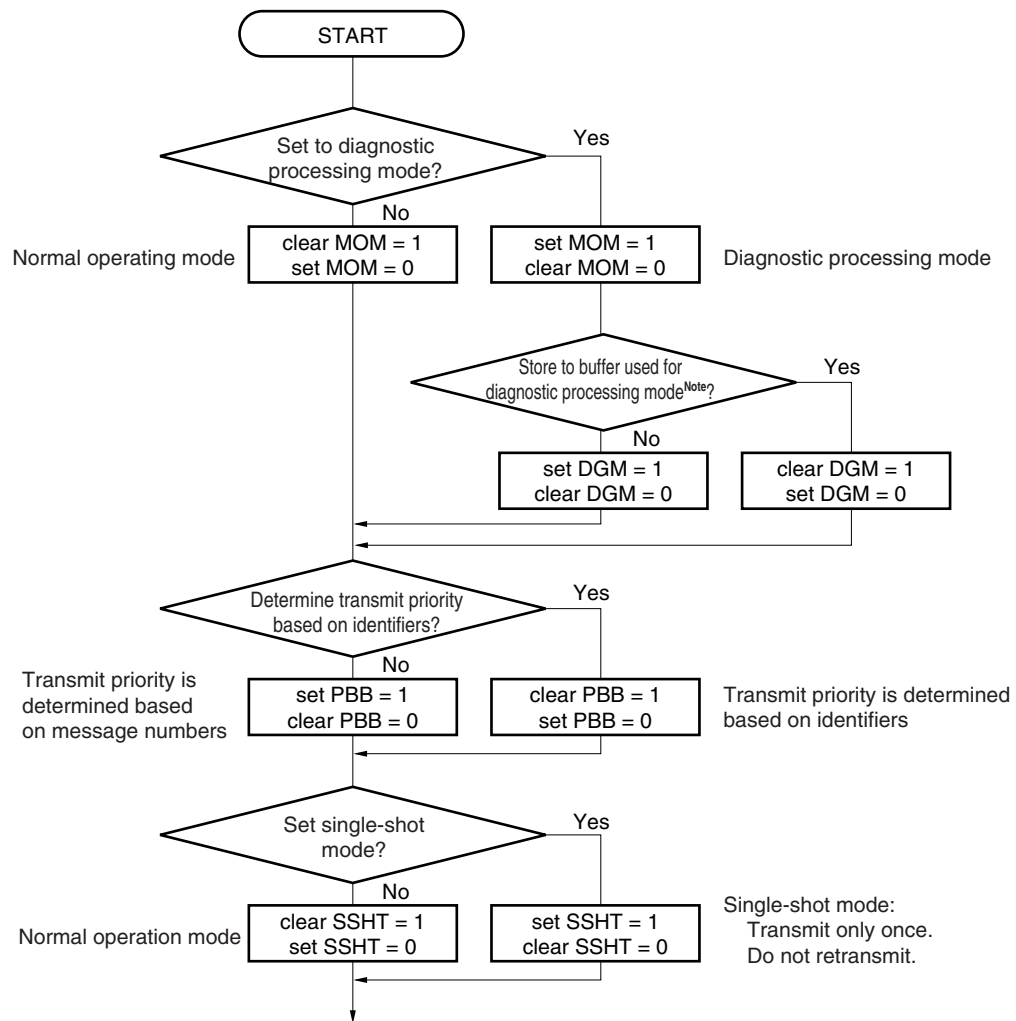 START
Set to diagnostic
processing mode?
Yes
No
Normal operating mode
clear MOM = 1
set MOM = 0
set MOM = 1
clear MOM = 0
Diagnostic processing mode
Store to buffer used for
diagnostic processing modeNote?
Yes
No
set DGM = 1
clear DGM = 0
clear DGM = 1
set DGM = 0
Determine transmit priority
based on identifiers?
Yes
No
Transmit priority is
determined based
on message numbers
set PBB = 1
clear PBB = 0
clear PBB = 1
set PBB = 0
Transmit priority is determined
based on identifiers
Set single-shot
mode?
Yes
No
Normal operation mode
clear SSHT = 1
set SSHT = 0
set SSHT = 1
clear SSHT = 0
Single-shot mode:
Transmit only once.
Do not retransmit.